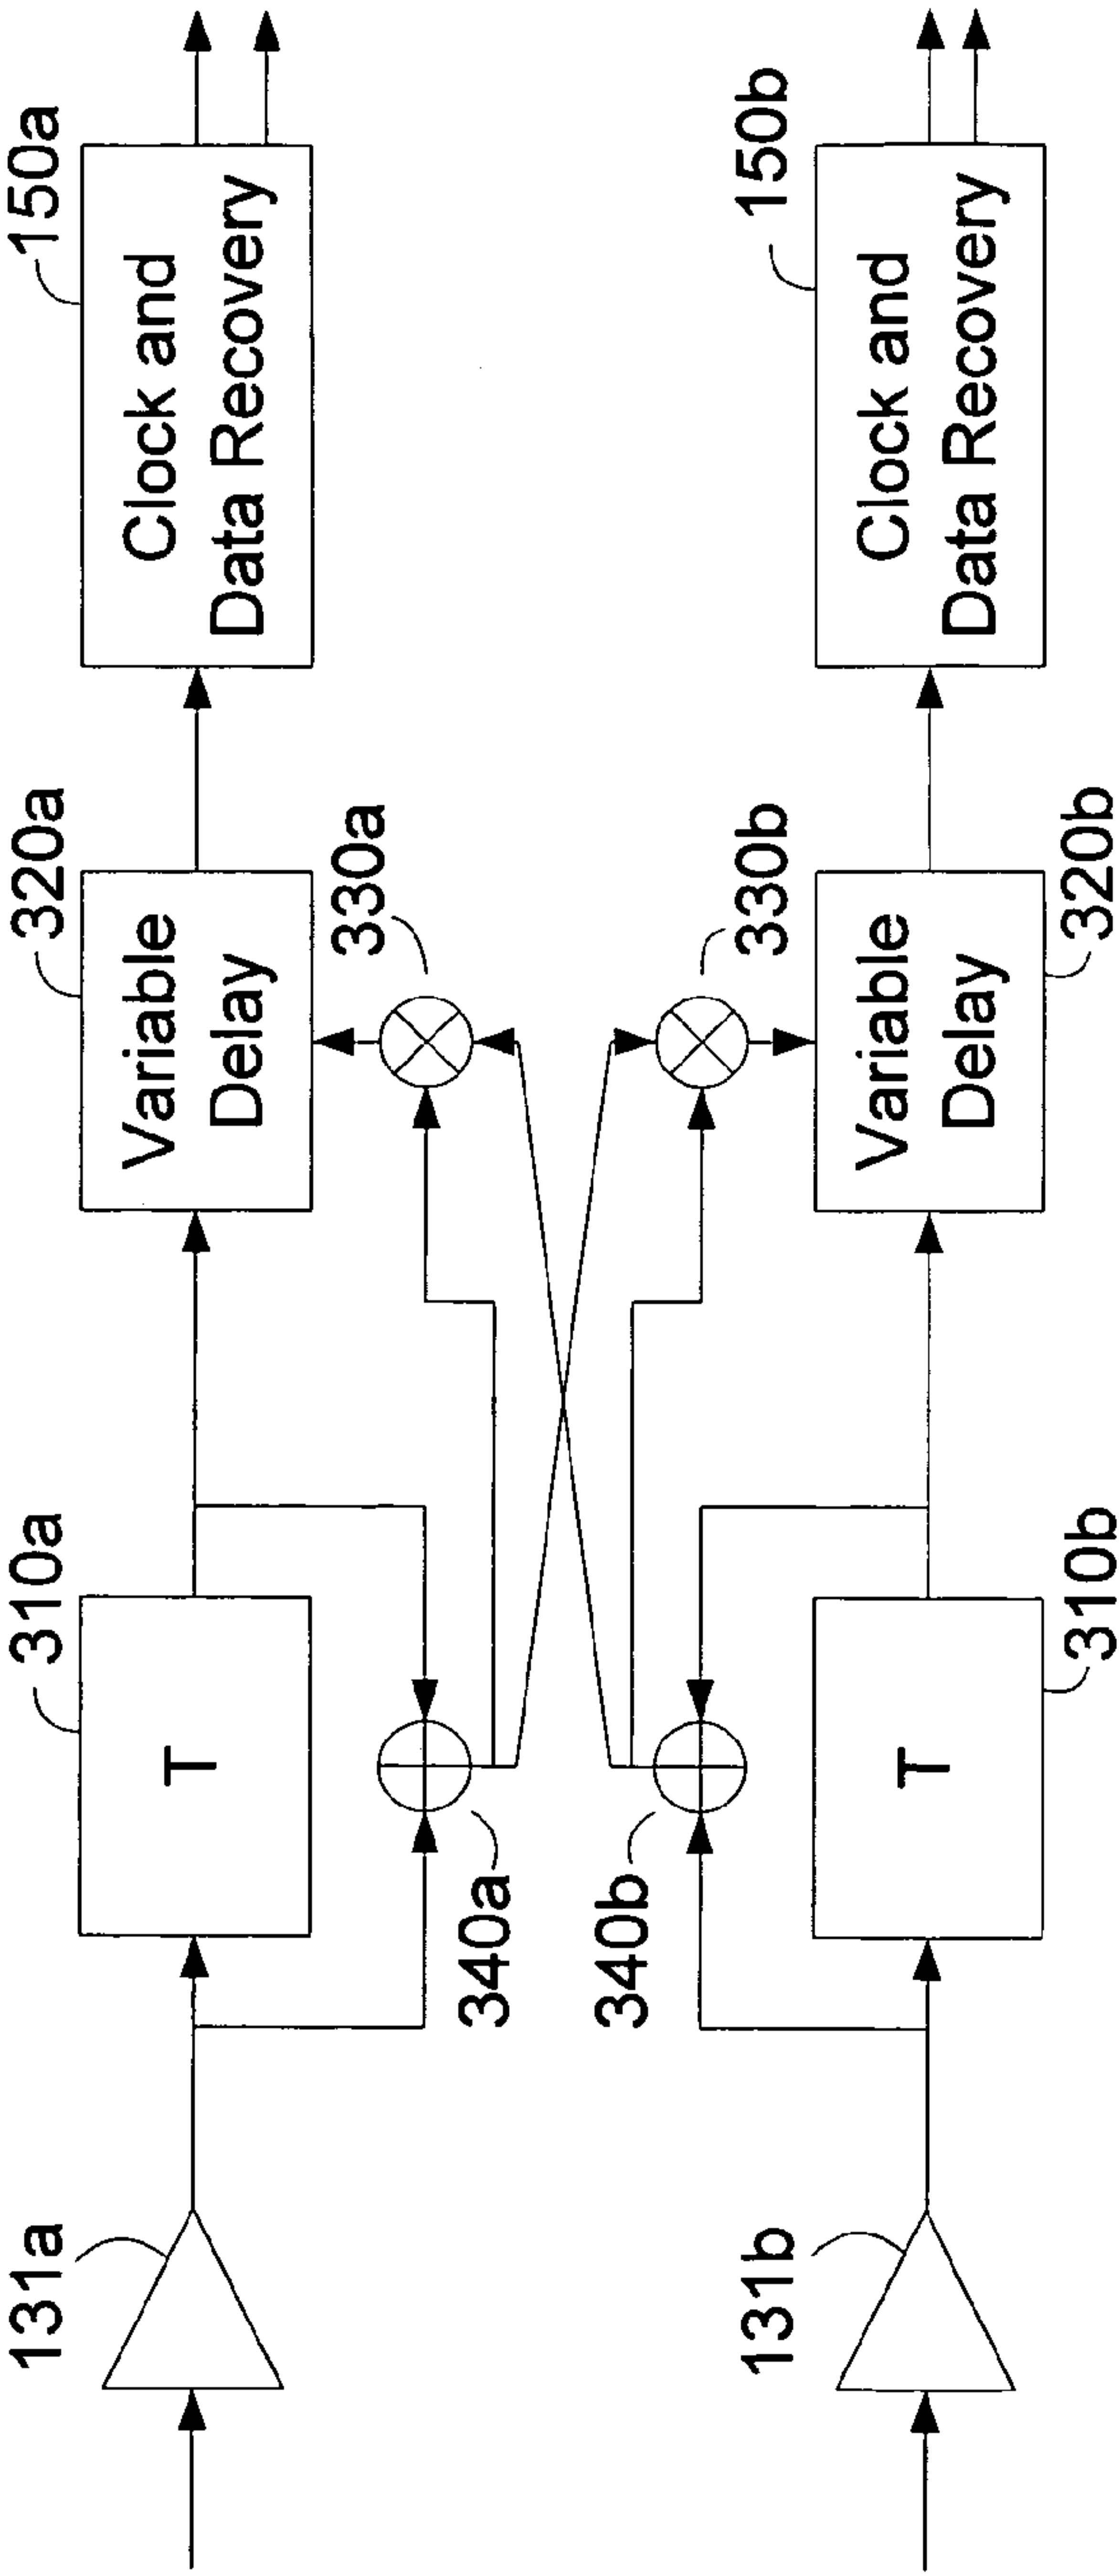 131a
310a
T
320a
Variable
Delay
150a
Clock and
Data Recovery
340a
330a
340b
330b
131b
310b
T
320b
Variable
Delay
150b
Clock and
Data Recovery